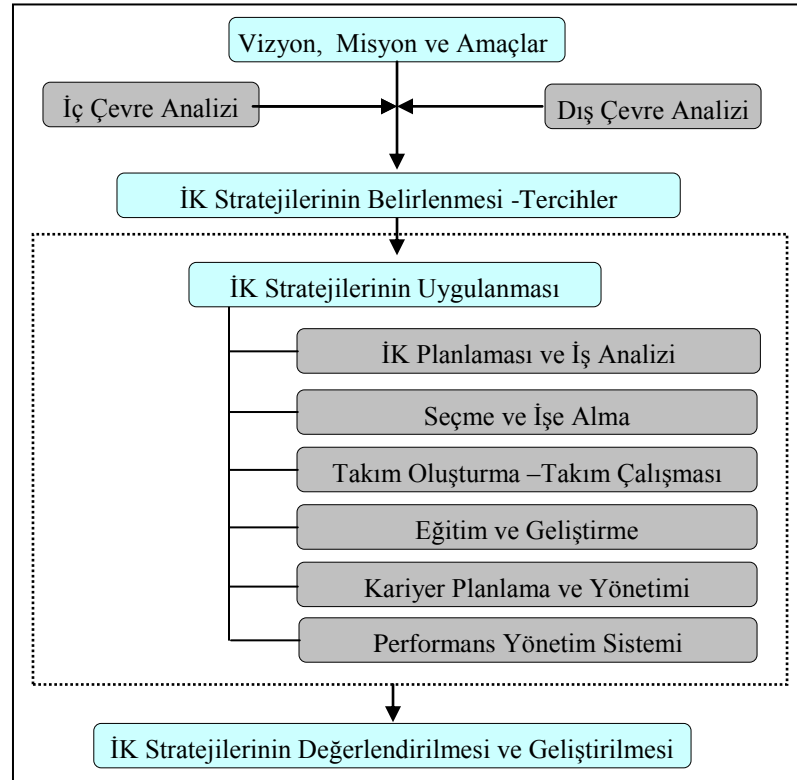 Vizyon, Misyon ve Amaçlar
İç Çevre Analizi
Dış Çevre Analizi
İK Stratejilerinin Belirlenmesi -Tercihler
İK Stratejilerinin Uygulanması
İK Planlaması ve İş Analizi
Seçme ve İşe Alma
Takım Oluşturma –Takım Çalışması
Eğitim ve Geliştirme
Kariyer Planlama ve Yönetimi
Performans Yönetim Sistemi
İK Stratejilerinin Değerlendirilmesi ve Geliştirilmesi